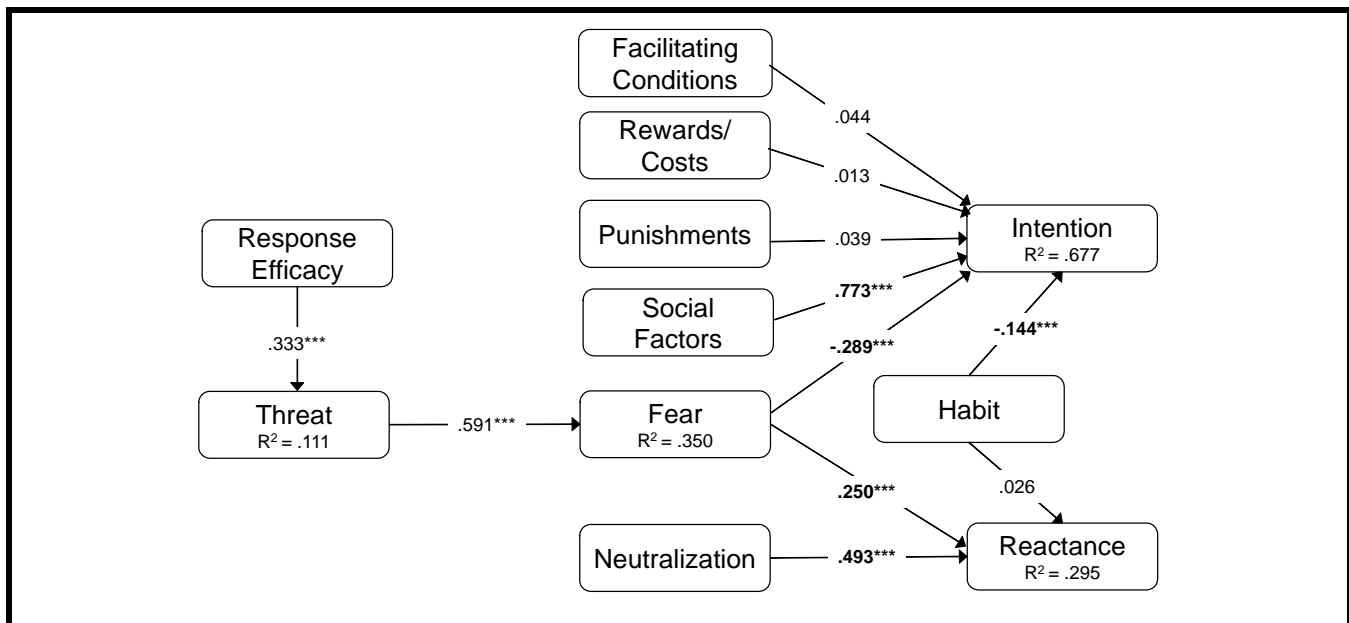 Facilitating
Conditions
.044
Rewards/
Costs
.013
Punishments
.039
Intention
R² = .677
Response
Efficacy
Social
Factors
.773***
.333***
-.289***
-.144***
Threat
R² = .111
.591***
Fear
R² = .350
Habit
.250***
.026
Neutralization
.493***
Reactance
R² = .295